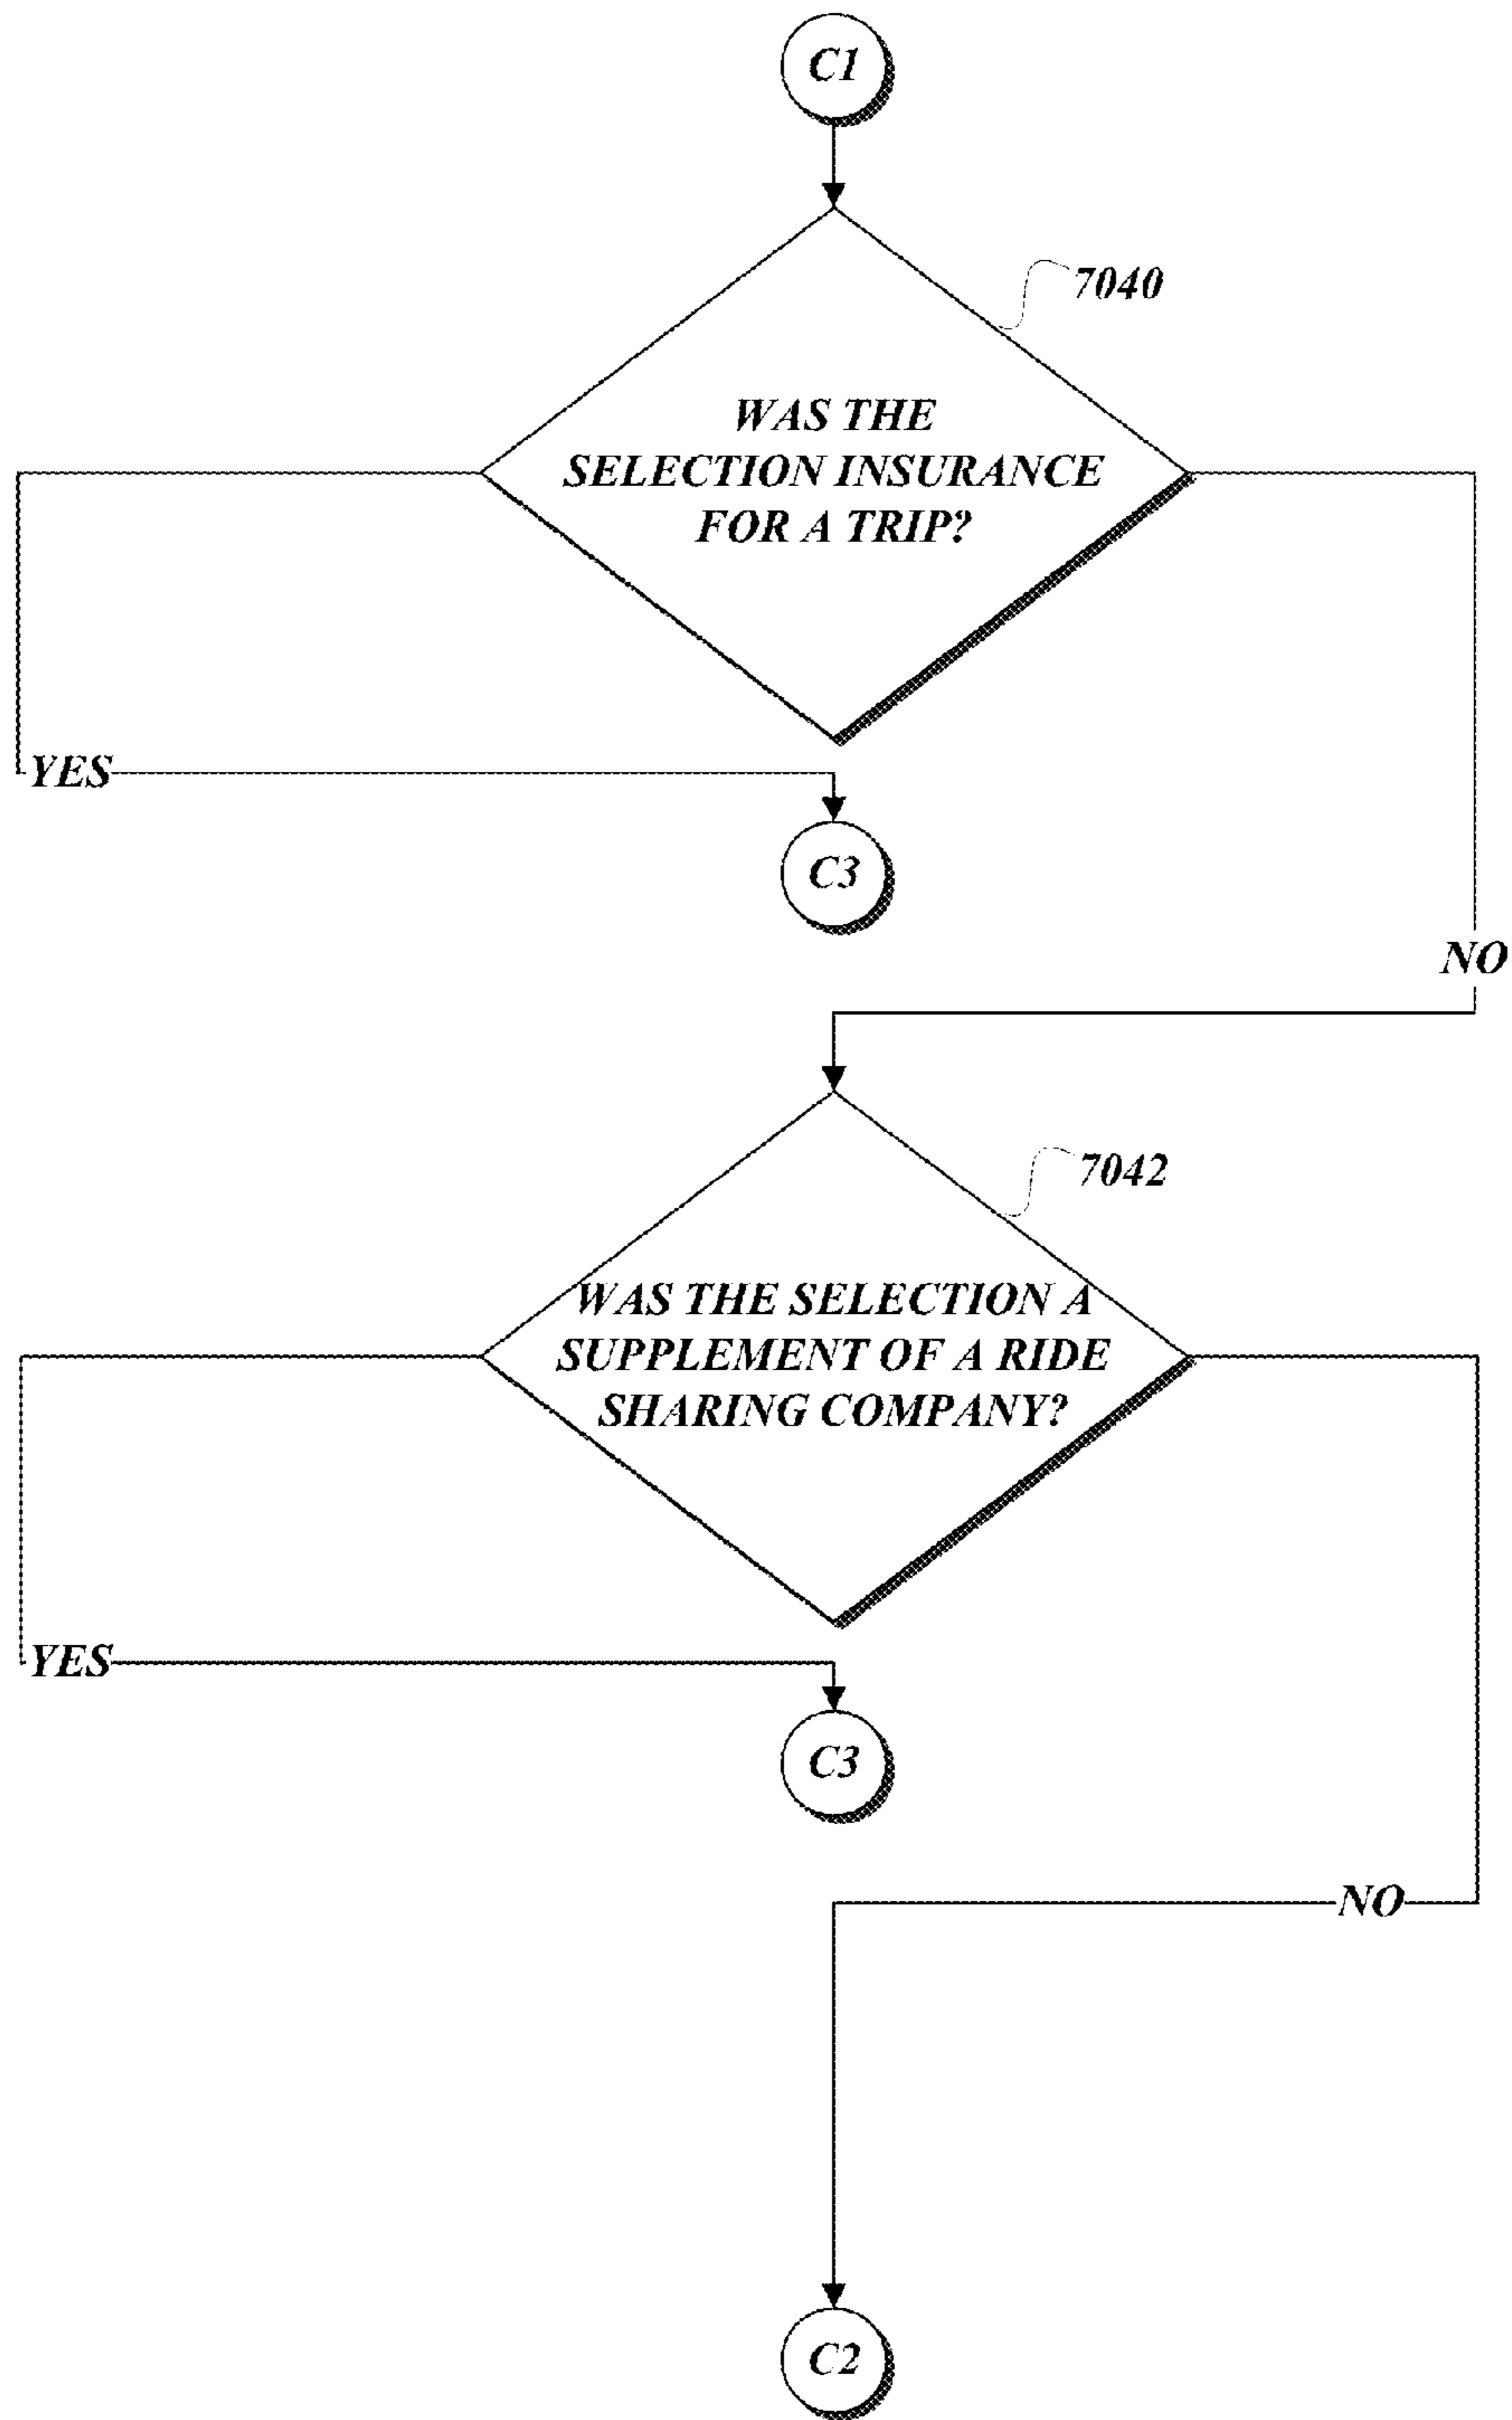 C1
7040
WAS THE
SELECTION INSURANCE
FOR A TRIP?
YES
C3
NO
7042
WAS THE SELECTION A
SUPPLEMENT OF A RIDE
SHARING COMPANY?
YES
C3
NO
C2